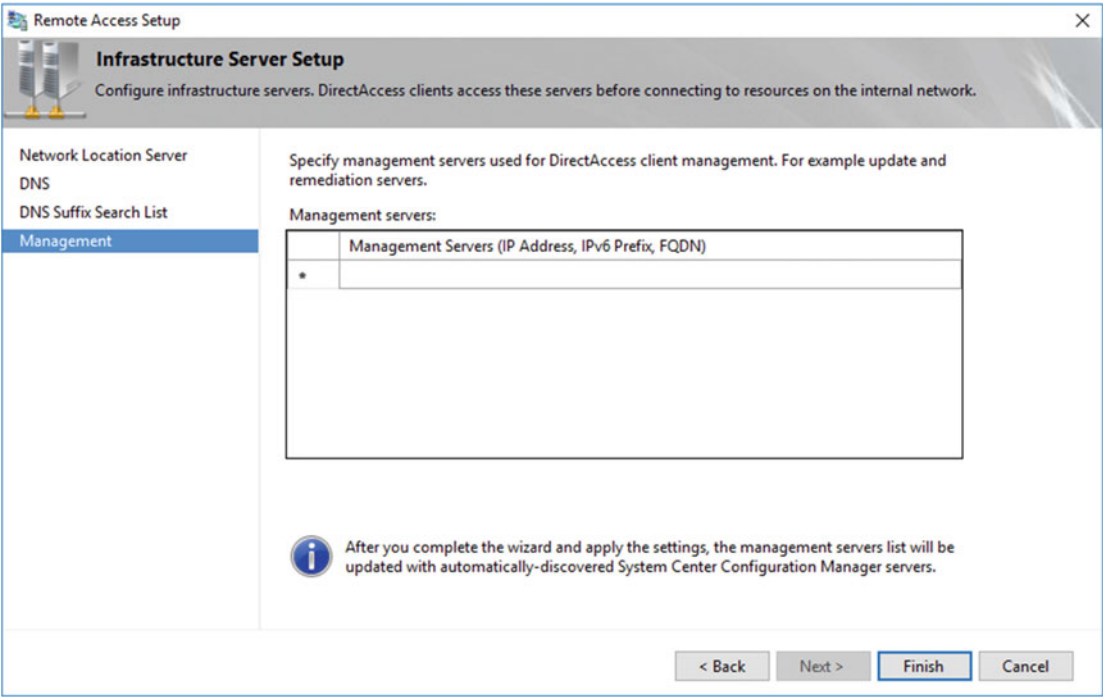 Remote Access Setup
Infrastructure Server Setup
Configure infrastructure servers. DirectAccess clients access these servers before connecting to resources on the internal network.
Network Location Server
DNS
DNS Suffix Search List
Management
Specify management servers used for DirectAccess client management. For example update and
remediation servers.
Management servers:
Management Servers (IP Address, IPv6 Prefix, FQDN)
*
After you complete the wizard and apply the settings, the management servers list will be
updated with automatically-discovered System Center Configuration Manager servers.
< Back Next > Finish Cancel